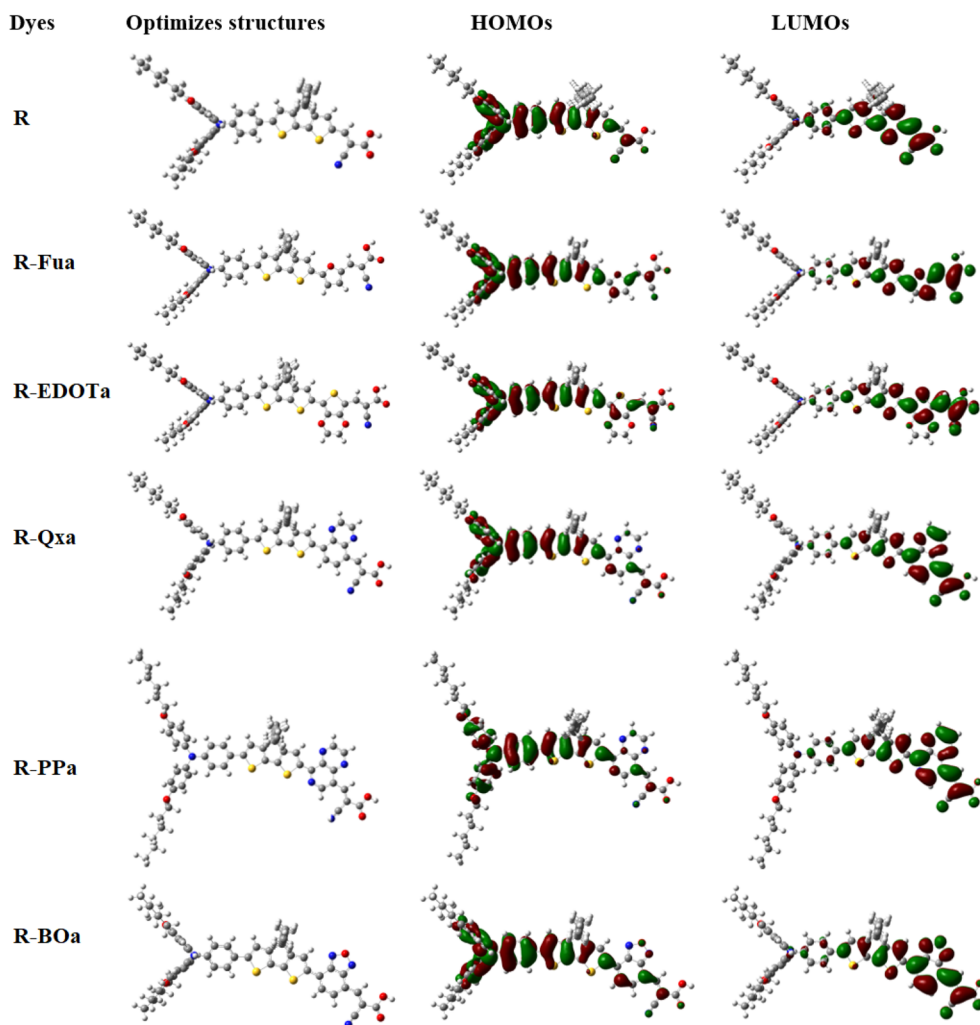 Dyes Optimizes structures HOMOs LUMOs
R
R-Fua
R-EDOTa
R-Qxa
R-PPa
R-BOa